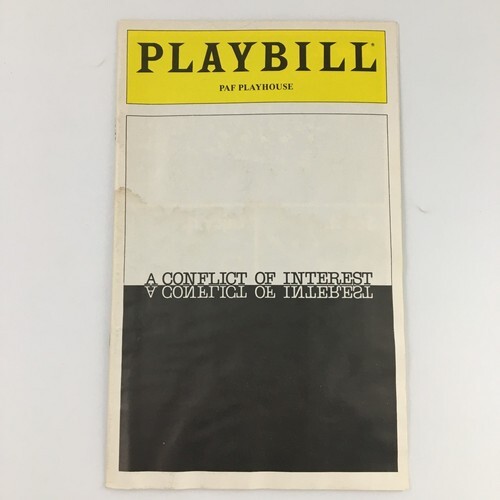 PLAYBILL®
PAF PLAYHOUSE
A CONFLICT OF INTEREST
A CONFLICT OF INTEREST